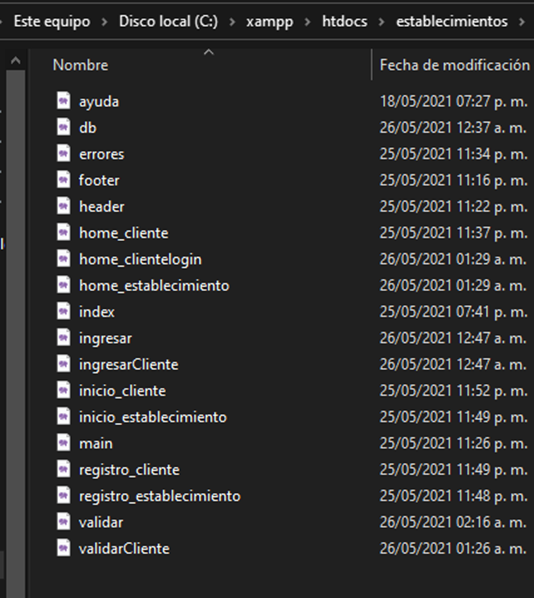 Este equipo > Disco local (C:) > xampp > htdocs > establecimientos >
Nombre Fecha de modificación
ayuda 18/05/2021 07:27 p. m.
db 26/05/2021 12:37 a. m.
errores 25/05/2021 11:34 p. m.
footer 25/05/2021 11:16 p. m.
header 25/05/2021 11:22 p. m.
home_cliente 25/05/2021 11:37 p. m.
home_clientelogin 26/05/2021 01:29 a. m.
home_establecimiento 26/05/2021 01:29 a. m.
index 25/05/2021 07:41 p. m.
ingresar 26/05/2021 12:47 a. m.
ingresarCliente 26/05/2021 12:47 a. m.
inicio_cliente 25/05/2021 11:52 p. m.
inicio_establecimiento 25/05/2021 11:49 p. m.
main 25/05/2021 11:26 p. m.
registro_cliente 25/05/2021 11:49 p. m.
registro_establecimiento 25/05/2021 11:48 p. m.
validar 26/05/2021 02:16 a. m.
validarCliente 26/05/2021 01:26 a. m.